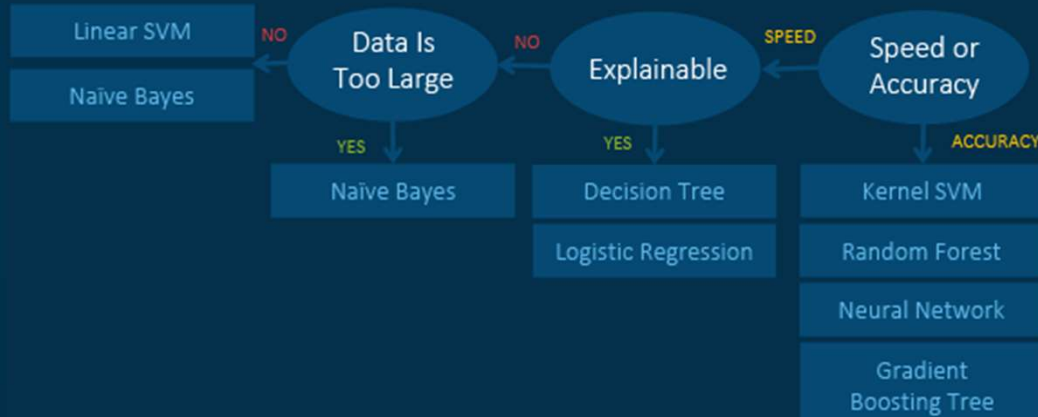 Linear SVM
NO
Data Is
Too Large
NO
Explainable
SPEED
Speed or
Accuracy
Naïve Bayes
YES
YES
ACCURACY
Naïve Bayes
Decision Tree
Kernel SVM
Logistic Regression
Random Forest
Neural Network
Gradient
Boosting Tree